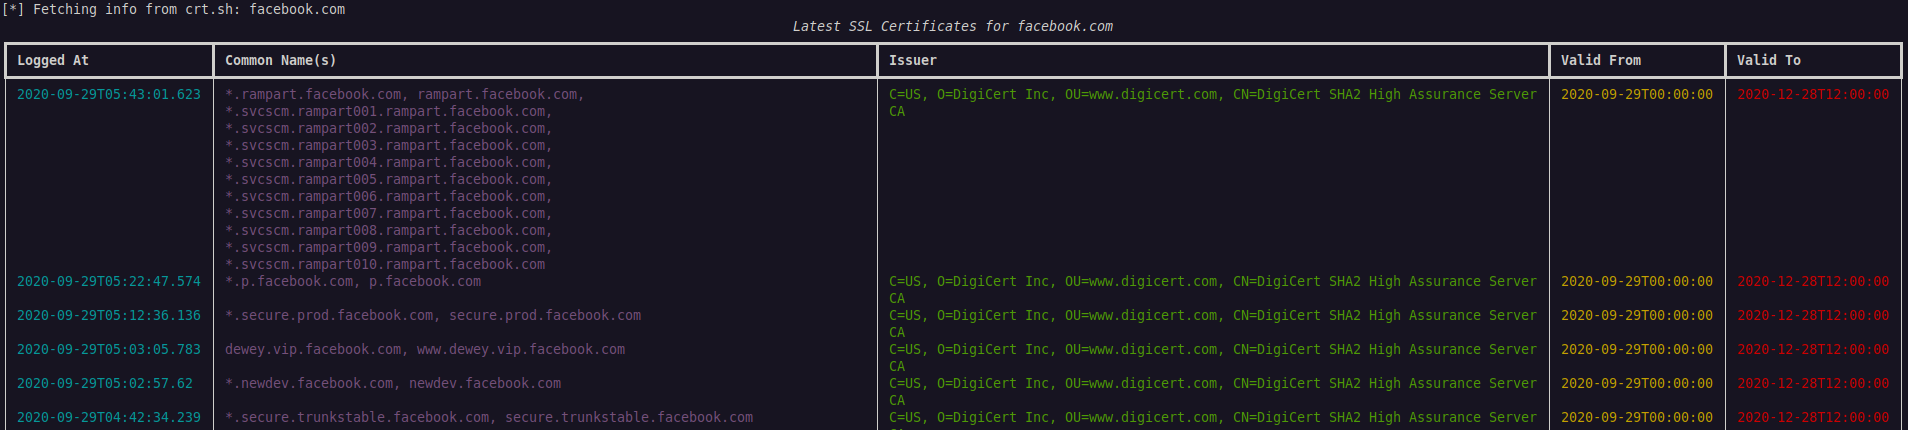 [*] Fetching info from crt.sh: facebook.com
Latest SSL Certificates for facebook.com
Logged At Common Name(s) Issuer Valid From Valid To
2020-09-29T05:43:01.623 *.rampart.facebook.com, rampart.facebook.com, C=US, O=DigiCert Inc, OU=www.digicert.com, CN=DigiCert SHA2 High Assurance Server 2020-09-29T00:00:00 2020-12-28T12:00:00
*.svcscm.rampart001.rampart.facebook.com, CA
*.svcscm.rampart002.rampart.facebook.com,
*.svcscm.rampart003.rampart.facebook.com,
*.svcscm.rampart004.rampart.facebook.com,
*.svcscm.rampart005.rampart.facebook.com,
*.svcscm.rampart006.rampart.facebook.com,
*.svcscm.rampart007.rampart.facebook.com,
*.svcscm.rampart008.rampart.facebook.com,
*.svcscm.rampart009.rampart.facebook.com,
*.svcscm.rampart010.rampart.facebook.com
2020-09-29T05:22:47.574 *.p.facebook.com, p.facebook.com C=US, O=DigiCert Inc, OU=www.digicert.com, CN=DigiCert SHA2 High Assurance Server 2020-09-29T00:00:00 2020-12-28T12:00:00
CA
2020-09-29T05:12:36.136 *.secure.prod.facebook.com, secure.prod.facebook.com C=US, O=DigiCert Inc, OU=www.digicert.com, CN=DigiCert SHA2 High Assurance Server 2020-09-29T00:00:00 2020-12-28T12:00:00
CA
2020-09-29T05:03:05.783 dewey.vip.facebook.com, www.dewey.vip.facebook.com C=US, O=DigiCert Inc, OU=www.digicert.com, CN=DigiCert SHA2 High Assurance Server 2020-09-29T00:00:00 2020-12-28T12:00:00
CA
2020-09-29T05:02:57.62 *.newdev.facebook.com, newdev.facebook.com C=US, O=DigiCert Inc, OU=www.digicert.com, CN=DigiCert SHA2 High Assurance Server 2020-09-29T00:00:00 2020-12-28T12:00:00
CA
2020-09-29T04:42:34.239 *.secure.trunkstable.facebook.com, secure.trunkstable.facebook.com C=US, O=DigiCert Inc, OU=www.digicert.com, CN=DigiCert SHA2 High Assurance Server 2020-09-29T00:00:00 2020-12-28T12:00:00